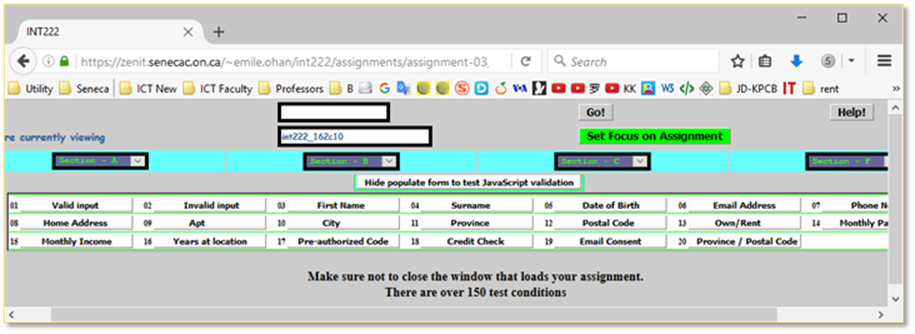 INT222
https://zenit.senecac.on.ca/~emile.ohan/int222/assignments/assignment-03
Search
Utility Seneca ICT New ICT Faculty Professors B VOA KK W3 JD-KPCB IT rent
Go! Help!
re currently viewing int222_162c10 Set Focus on Assignment
Section - A Section - B Section - C Section - F
Hide populate form to test JavaScript validation
01 Valid input 02 Invalid input 03 First Name 04 Surname 05 Date of Birth 06 Email Address 07 Phone N
08 Home Address 09 Apt 10 City 11 Province 12 Postal Code 13 Own/Rent 14 Monthly Pa
15 Monthly Income 16 Years at location 17 Pre-authorized Code 18 Credit Check 19 Email Consent 20 Province / Postal Code
Make sure not to close the window that loads your assignment.
There are over 150 test conditions